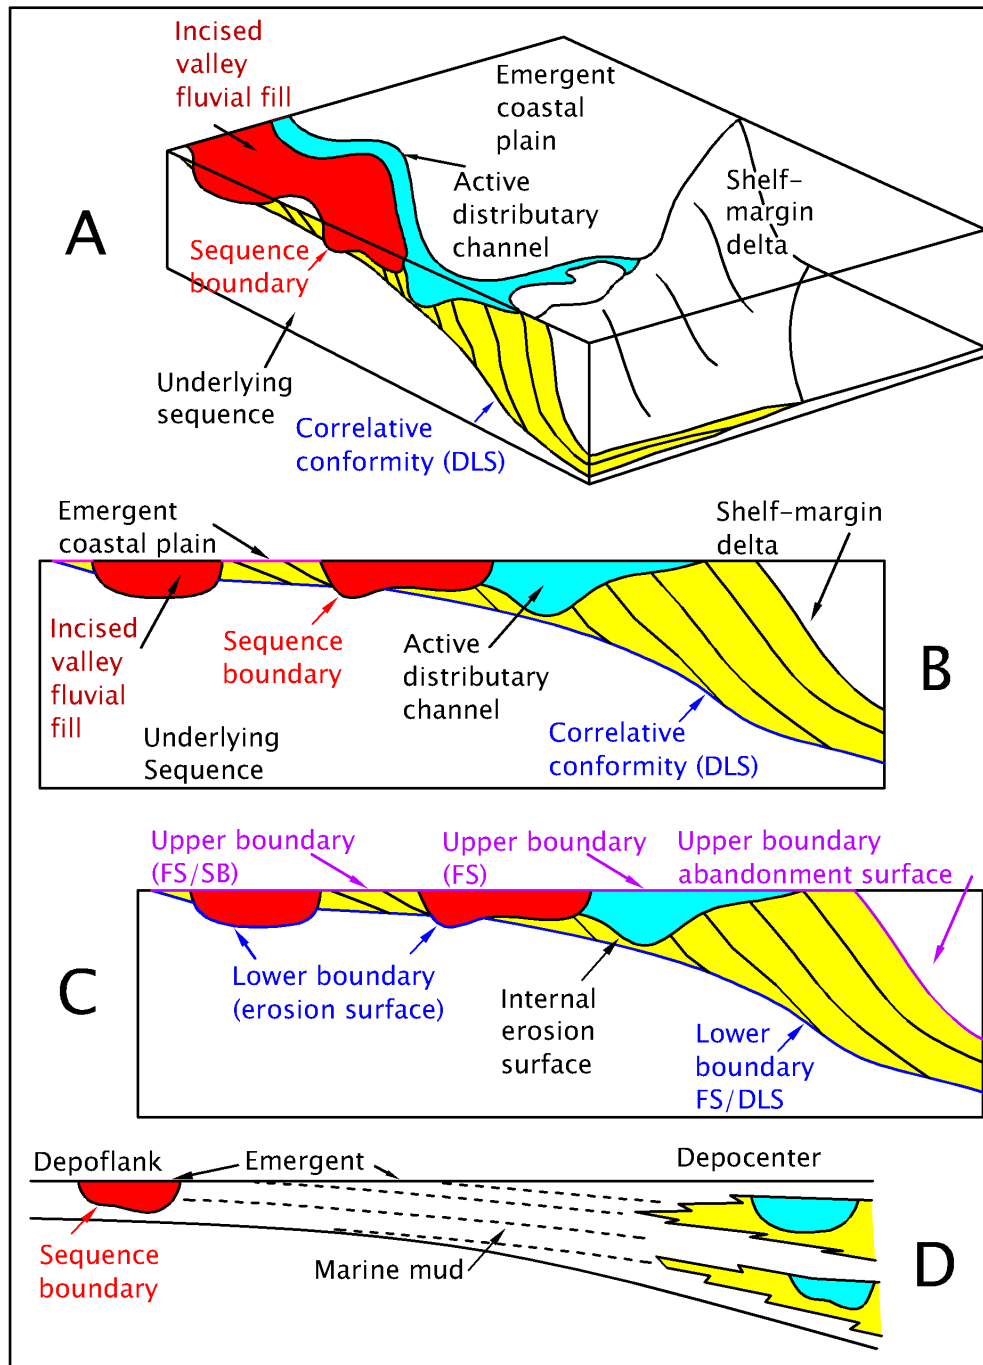 Incised
valley
fluvial fill
Emergent
coastal
plain
A
Active
distributary
channel
Shelf-
margin
delta
Sequence
boundary
Underlying
sequence
Correlative
conformity (DLS)
Emergent
coastal plain
Shelf-margin
delta
Incised
valley
fluvial
fill
Sequence
boundary
Active
distributary
channel
B
Underlying
Sequence
Correlative
conformity (DLS)
Upper boundary
(FS/SB)
Upper boundary
(FS)
Upper boundary
abandonment surface
C
Lower boundary
(erosion surface)
Internal
erosion
surface
Lower
boundary
FS/DLS
Depoflank
Emergent
Depocenter
Sequence
boundary
Marine mud
D